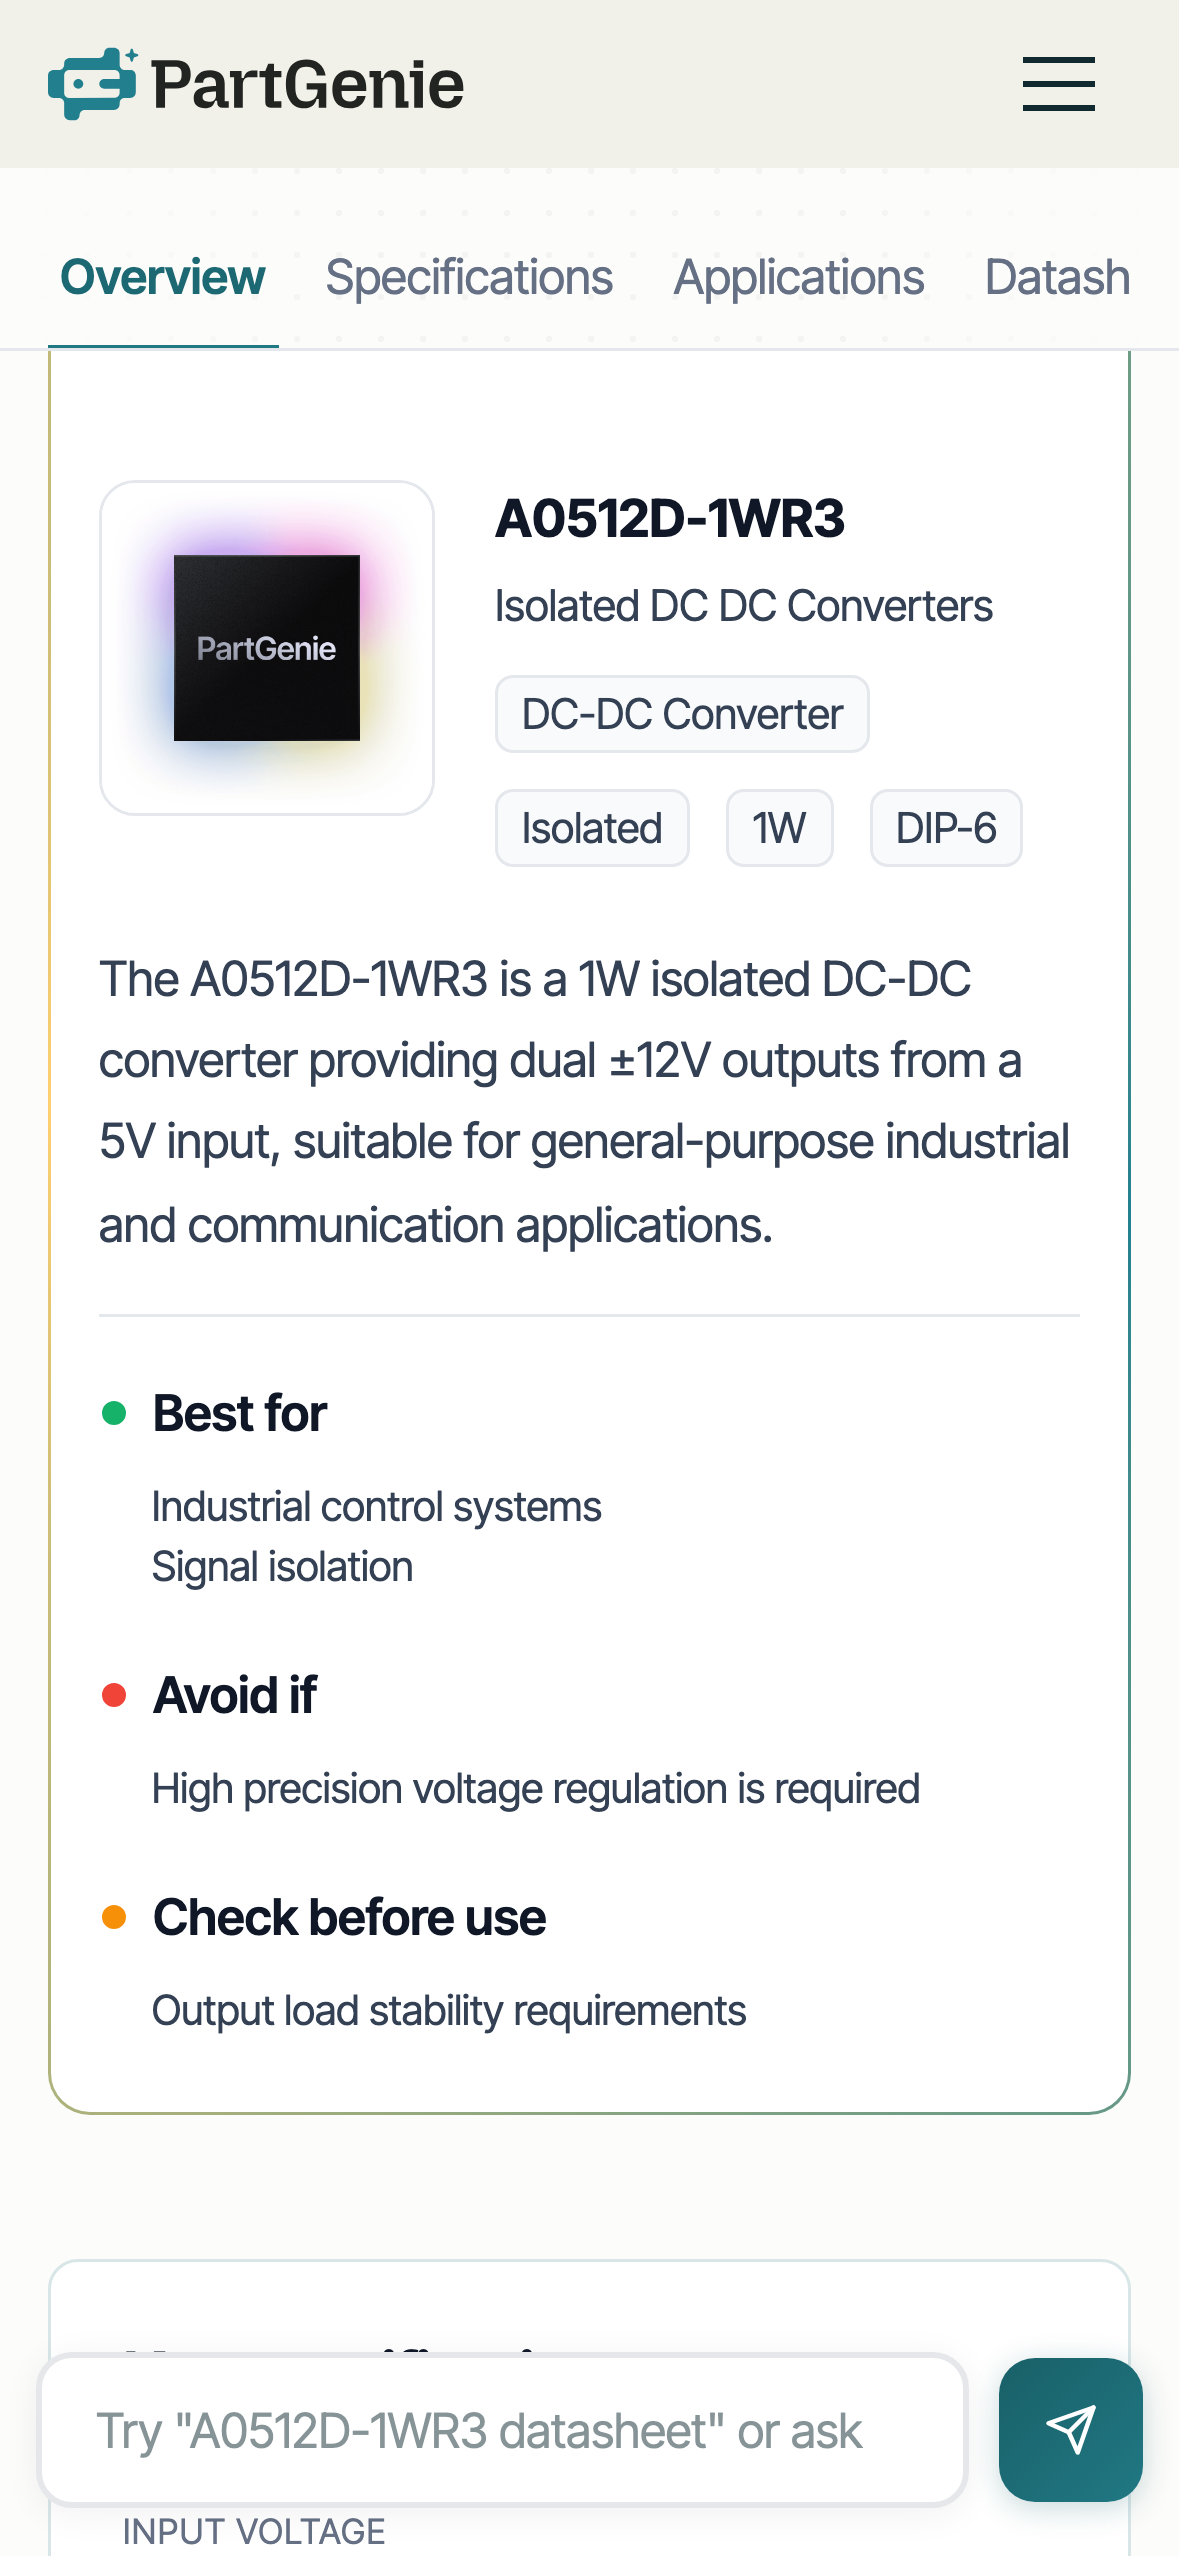 PartGenie
Overview Specifications Applications Datash
A0512D-1WR3
Isolated DC DC Converters
PartGenie
DC-DC Converter
Isolated 1W DIP-6
The A0512D-1WR3 is a 1W isolated DC-DC
converter providing dual ±12V outputs from a
5V input, suitable for general-purpose industrial
and communication applications.
Best for
Industrial control systems
Signal isolation
Avoid if
High precision voltage regulation is required
Check before use
Output load stability requirements
Try "A0512D-1WR3 datasheet" or ask
INPUT VOLTAGE